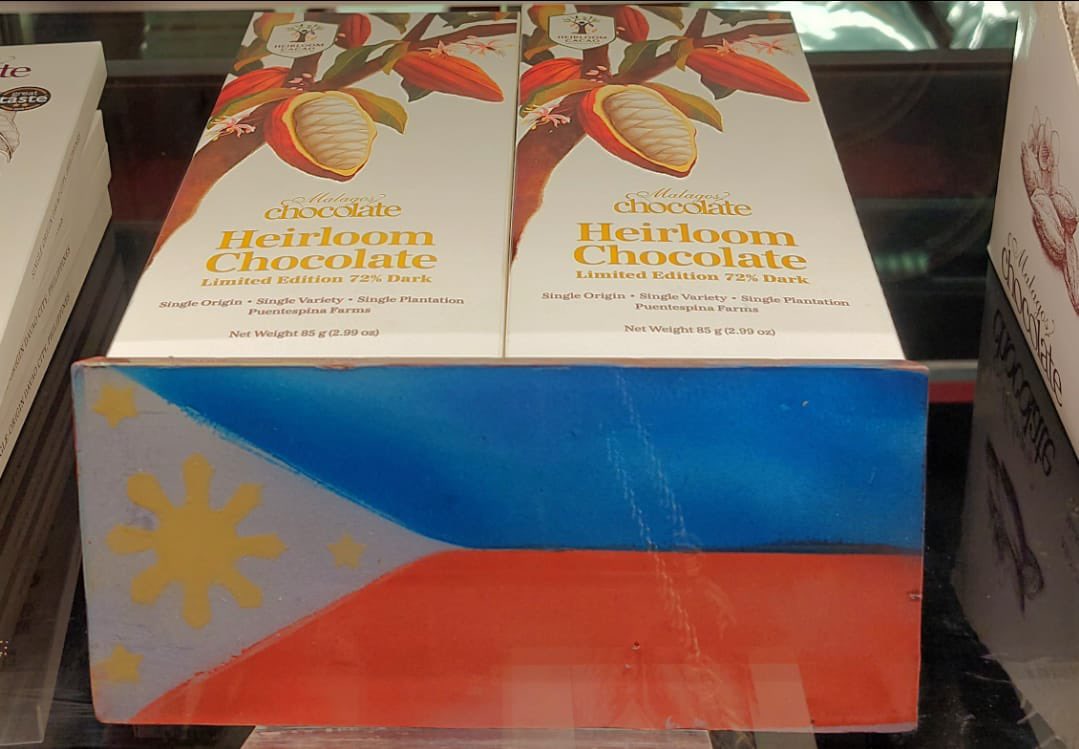 te
great
taste
HEIRLOOM
CACAO
Malagos
chocolate
Heirloom
Chocolate
Limited Edition 72% Dark
Single Origin • Single Variety • Single Plantation
Puentespina Farms
Net Weight 85 g (2.99 oz)
HEIRLOOM
CACAO
Malagos
chocolate
Heirloom
Chocolate
Limited Edition 72% Dark
Single Origin • Single Variety • Single Plantation
Puentespina Farms
Net Weight 85 g (2.99 oz)
Malagos
chocolate